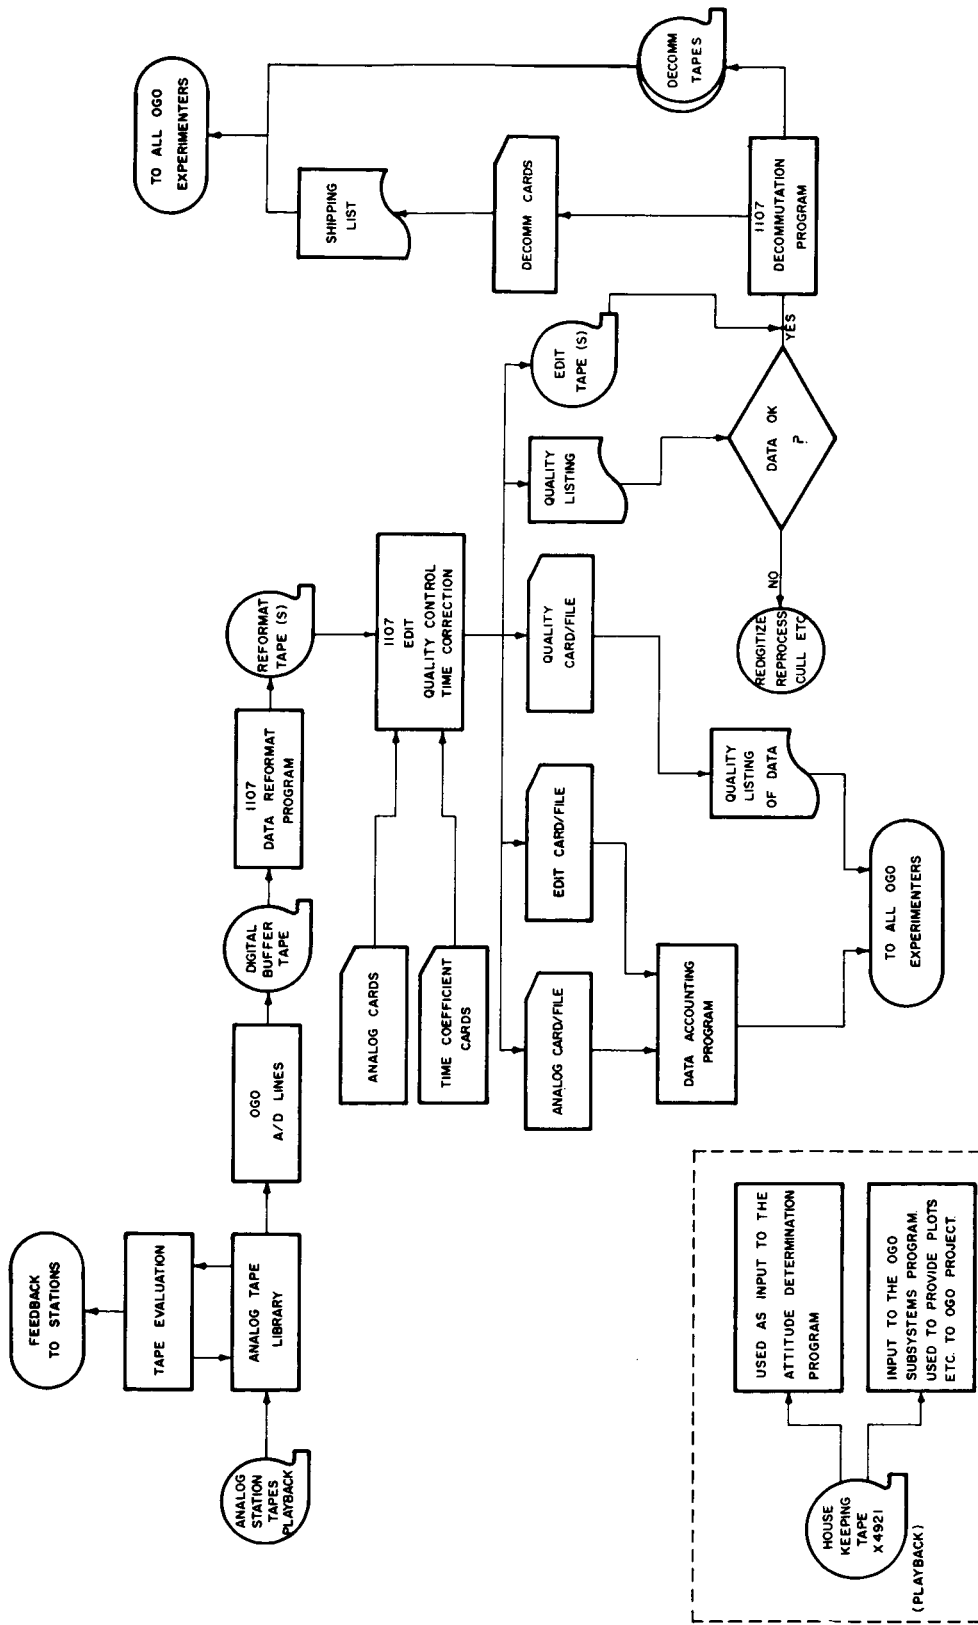 FEEDBACK
TO STATIONS
TAPE EVALUATION
ANALOG
STATION
TAPES
PLAYBACK
ANALOG TAPE
LIBRARY
OGO
A/D LINES
DIGITAL
BUFFER
TAPE
1107
DATA REFORMAT
PROGRAM
REFORMAT
TAPE (S)
TO ALL OGO
EXPERIMENTERS
SHIPPING
LIST
ANALOG CARDS
TIME COEFFICIENT
CARDS
1107
EDIT
QUALITY CONTROL
TIME CORRECTION
DECOMM CARDS
DECOMM
TAPES
ANALOG CARD/FILE
EDIT CARD/FILE
QUALITY
CARD/FILE
QUALITY
LISTING
EDIT
TAPE (S)
DATA ACCOUNTING
PROGRAM
QUALITY
LISTING
OF DATA
REDIGITIZE
REPROCESS
CULL ETC
NO
DATA OK
?
YES
1107
DECOMMUTATION
PROGRAM
TO ALL OGO
EXPERIMENTERS
HOUSE
KEEPING
TAPE
X4921
(PLAYBACK)
USED AS INPUT TO THE
ATTITUDE DETERMINATION
PROGRAM
INPUT TO THE OGO
SUBSYSTEMS PROGRAM.
USED TO PROVIDE PLOTS
ETC. TO OGO PROJECT.